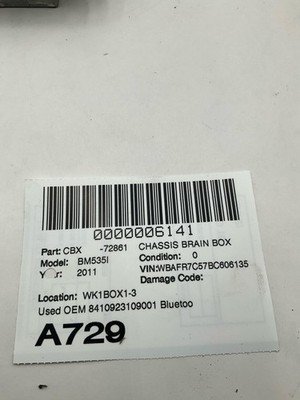 0000006141
Part: CBX -72861 CHASSIS BRAIN BOX
Model: BM535I Condition: 0
Year: 2011 VIN:WBAFR7C57BC606135
Damage Code:
Location: WK1BOX1-3
Used OEM 8410923109001 Bluetoo
A729